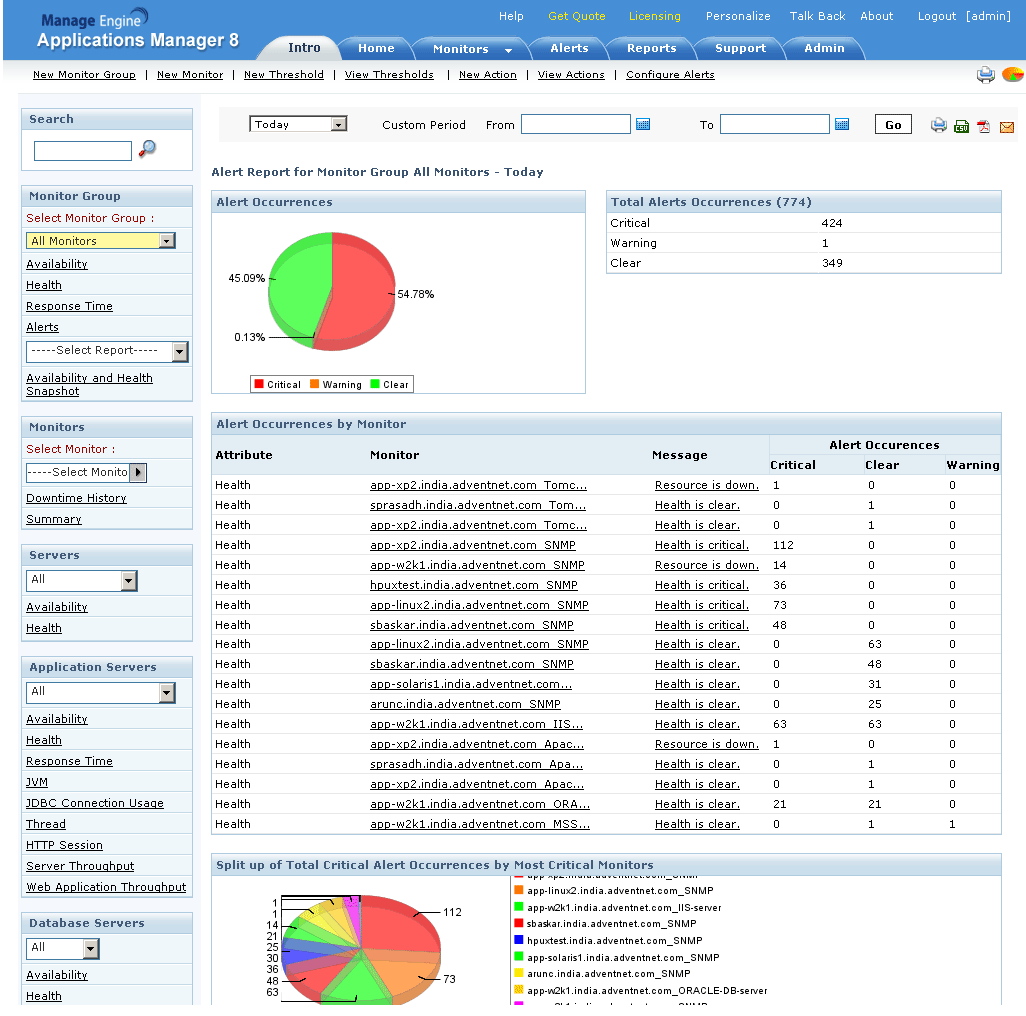 Manage Engine
Applications Manager 8
Help Get Quote Licensing Personalize Talk Back About Logout [admin]
Intro Home Monitors Alerts Reports Support Admin
New Monitor Group | New Monitor | New Threshold | View Thresholds | New Action | View Actions | Configure Alerts
Search
Monitor Group
Select Monitor Group :
All Monitors
Availability
Health
Response Time
Alerts
-----Select Report-----
Availability and Health
Snapshot
Monitors
Select Monitor :
-----Select Monito
Downtime History
Summary
Servers
All
Availability
Health
Application Servers
All
Availability
Health
Response Time
JVM
JDBC Connection Usage
Thread
HTTP Session
Server Throughput
Web Application Throughput
Database Servers
All
Availability
Health
Today Custom Period From To Go CSV
Alert Report for Monitor Group All Monitors - Today
Alert Occurrences
45.09%
54.78%
0.13%
Critical Warning Clear
Total Alerts Occurrences (774)
Critical 424
Warning 1
Clear 349
Alert Occurrences by Monitor
Attribute Monitor Message Alert Occurences
Critical Clear Warning
Health app-xp2.india.adventnet.com_Tomc... Resource is down. 1 0 0
Health sprasadh.india.adventnet.com_Tom... Health is clear. 0 1 0
Health app-xp2.india.adventnet.com_Tomc... Health is clear. 0 1 0
Health app-xp2.india.adventnet.com_SNMP Health is critical. 112 0 0
Health app-w2k1.india.adventnet.com_SNMP Resource is down. 14 0 0
Health hpuxtest.india.adventnet.com_SNMP Health is critical. 36 0 0
Health app-linux2.india.adventnet.com_SNMP Health is critical. 73 0 0
Health sbaskar.india.adventnet.com_SNMP Health is critical. 48 0 0
Health app-linux2.india.adventnet.com_SNMP Health is clear. 0 63 0
Health sbaskar.india.adventnet.com_SNMP Health is clear. 0 48 0
Health app-solaris1.india.adventnet.com... Health is clear. 0 31 0
Health arunc.india.adventnet.com_SNMP Health is clear. 0 25 0
Health app-w2k1.india.adventnet.com_IIS... Health is clear. 63 63 0
Health app-xp2.india.adventnet.com_Apac... Resource is down. 1 0 0
Health sprasadh.india.adventnet.com_Apa... Health is clear. 0 1 0
Health app-xp2.india.adventnet.com_Apac... Health is clear. 0 1 0
Health app-w2k1.india.adventnet.com_ORA... Health is clear. 21 21 0
Health app-w2k1.india.adventnet.com_MSS... Health is clear. 0 1 1
Split up of Total Critical Alert Occurrences by Most Critical Monitors
1
1
14
21
25
30
36
48
63
112
73
app-xp2.india.adventnet.com_SNMP
app-linux2.india.adventnet.com_SNMP
app-w2k1.india.adventnet.com_IIS-server
sbaskar.india.adventnet.com_SNMP
hpuxtest.india.adventnet.com_SNMP
app-solaris1.india.adventnet.com_SNMP
arunc.india.adventnet.com_SNMP
app-w2k1.india.adventnet.com_ORACLE-DB-server